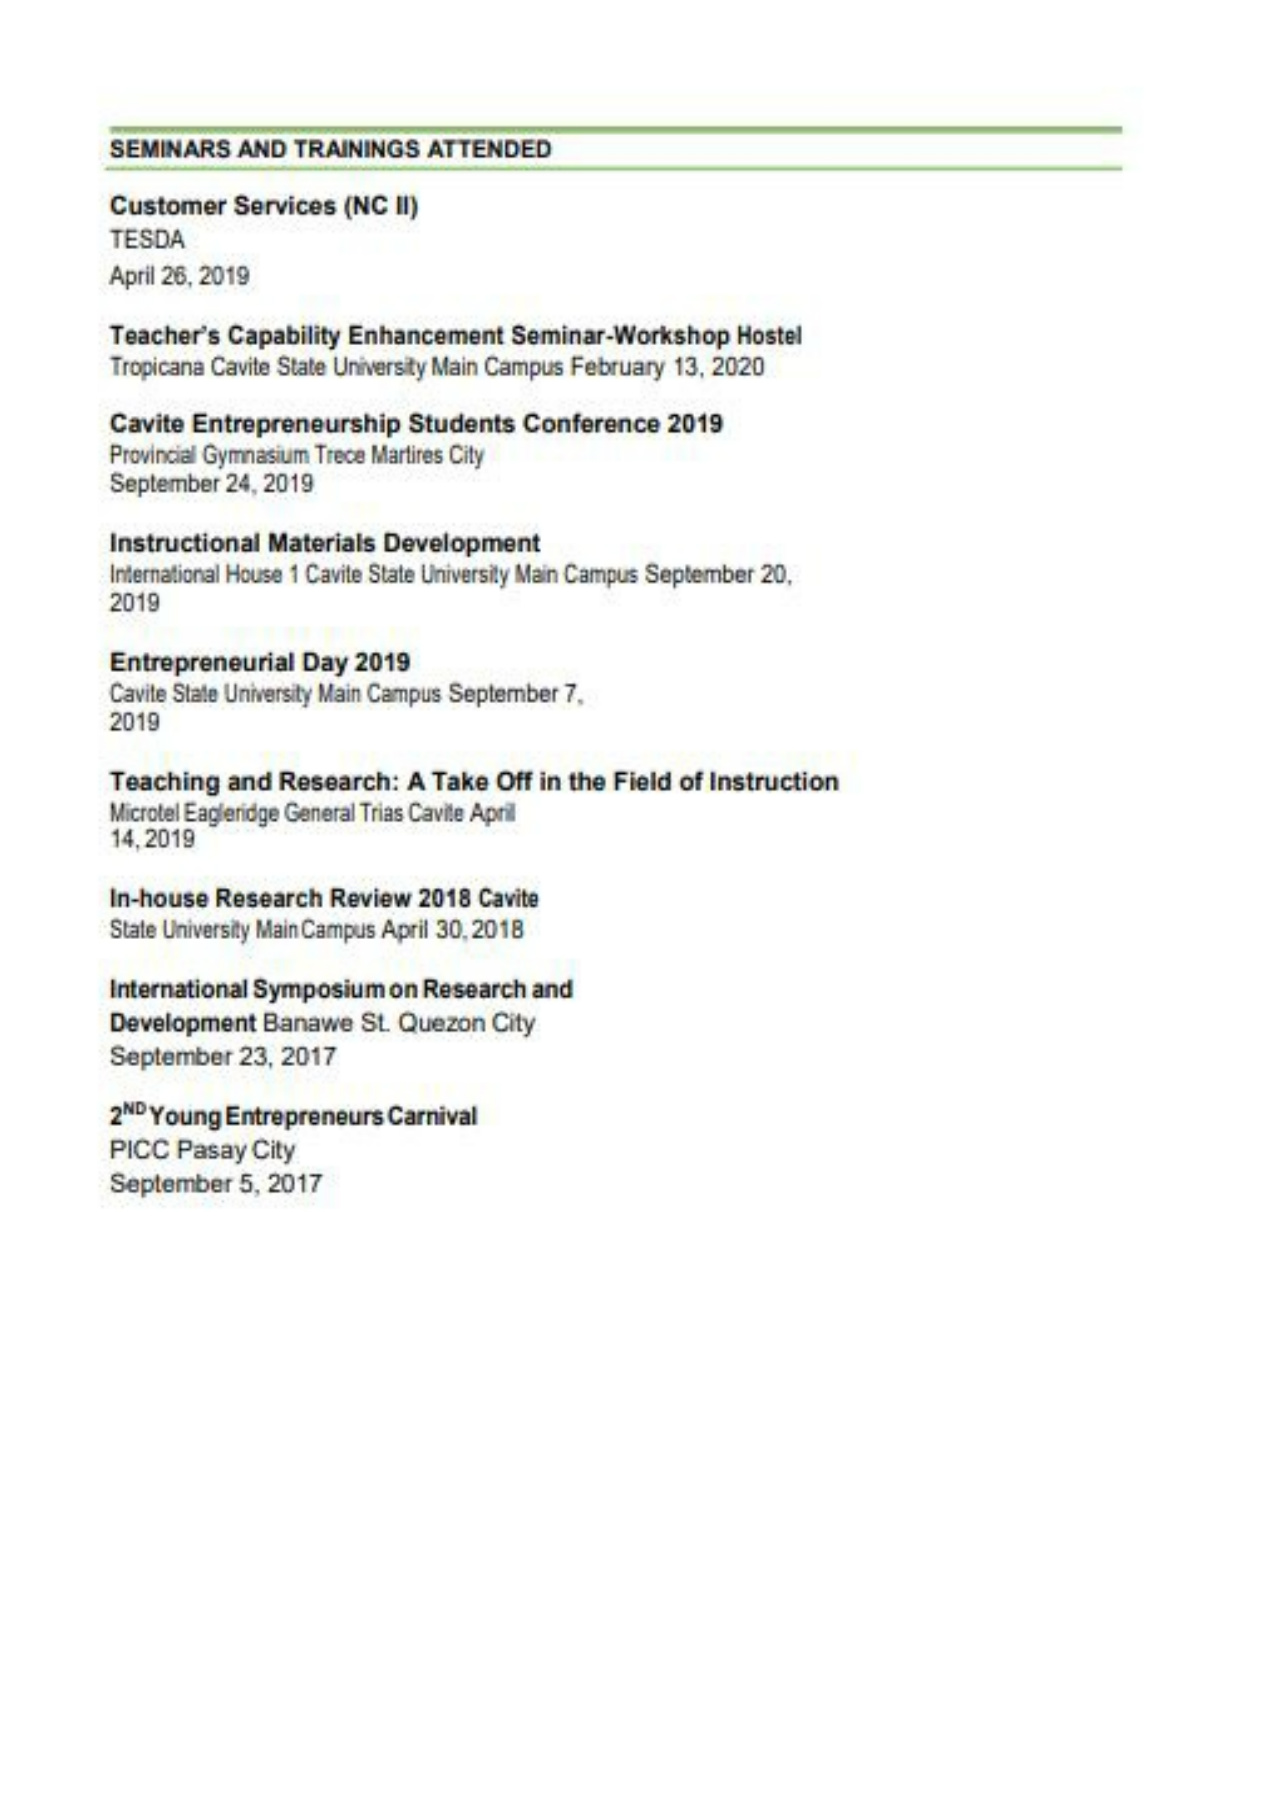 SEMINARS AND TRAININGS ATTENDED
Customer Services (NC II)
TESDA
April 26, 2019
Teacher's Capability Enhancement Seminar-Workshop Hostel
Tropicana Cavite State University Main Campus February 13, 2020
Cavite Entrepreneurship Students Conference 2019
Provincial Gymnasium Trece Martires City
September 24, 2019
Instructional Materials Development
International House 1 Cavite State University Main Campus September 20,
2019
Entrepreneurial Day 2019
Cavite State University Main Campus September 7,
2019
Teaching and Research: A Take Off in the Field of Instruction
Microtel Eagleridge General Trias Cavite April
14, 2019
In-house Research Review 2018 Cavite
State University Main Campus April 30, 2018
International Symposium on Research and
Development Banawe St. Quezon City
September 23, 2017
2ND Young Entrepreneurs Carnival
PICC Pasay City
September 5, 2017